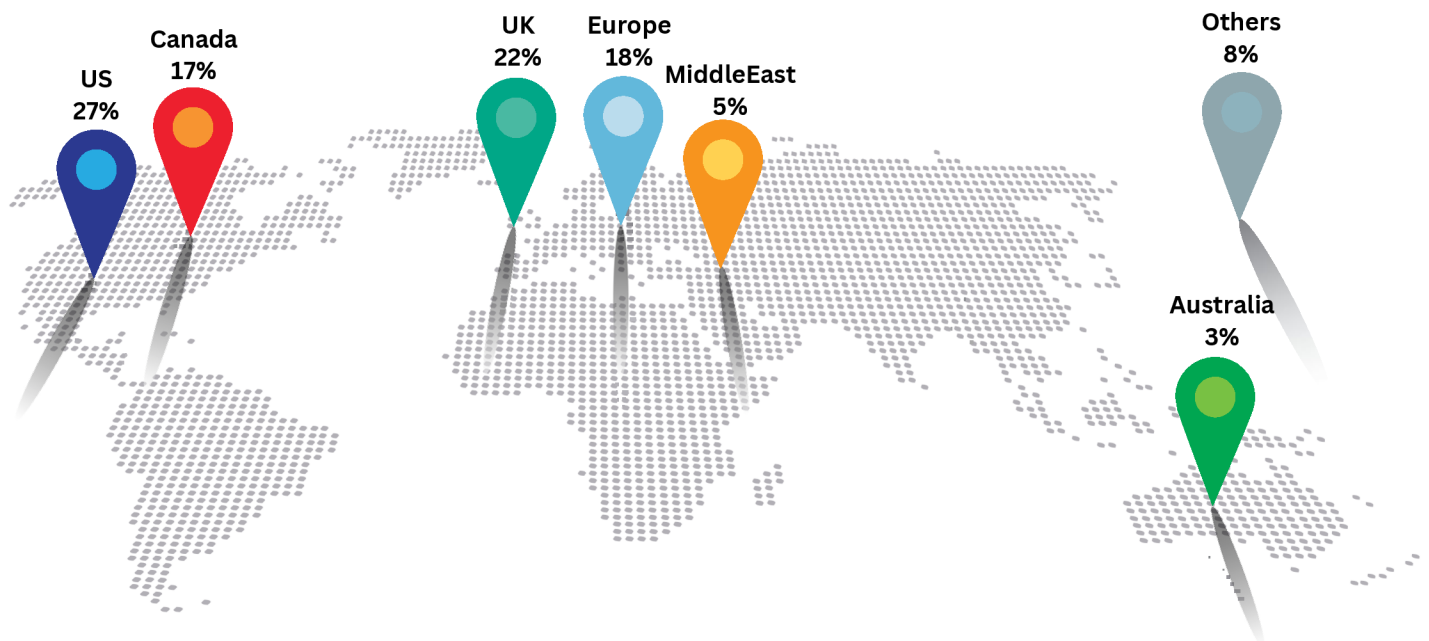 US
27%
Canada
17%
UK
22%
Europe
18%
MiddleEast
5%
Others
8%
Australia
3%